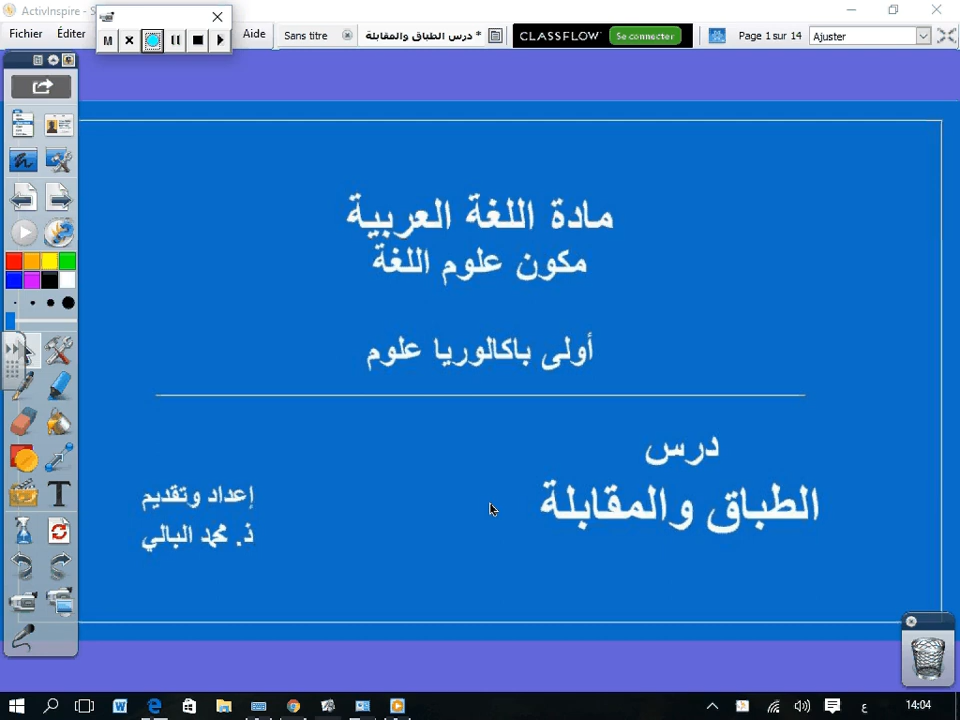 ActivInspire - S
Fichier Éditer Aide
Sans titre
درس الطباق والمقابلة *
CLASSFLOW Se connecter
Page 1 sur 14
Ajuster
M
مادة اللغة العربية
مكون علوم اللغة
أولى باكالوريا علوم
درس
الطباق والمقابلة
إعداد وتقديم
ذ. محمد البالي
T
ع
14:04